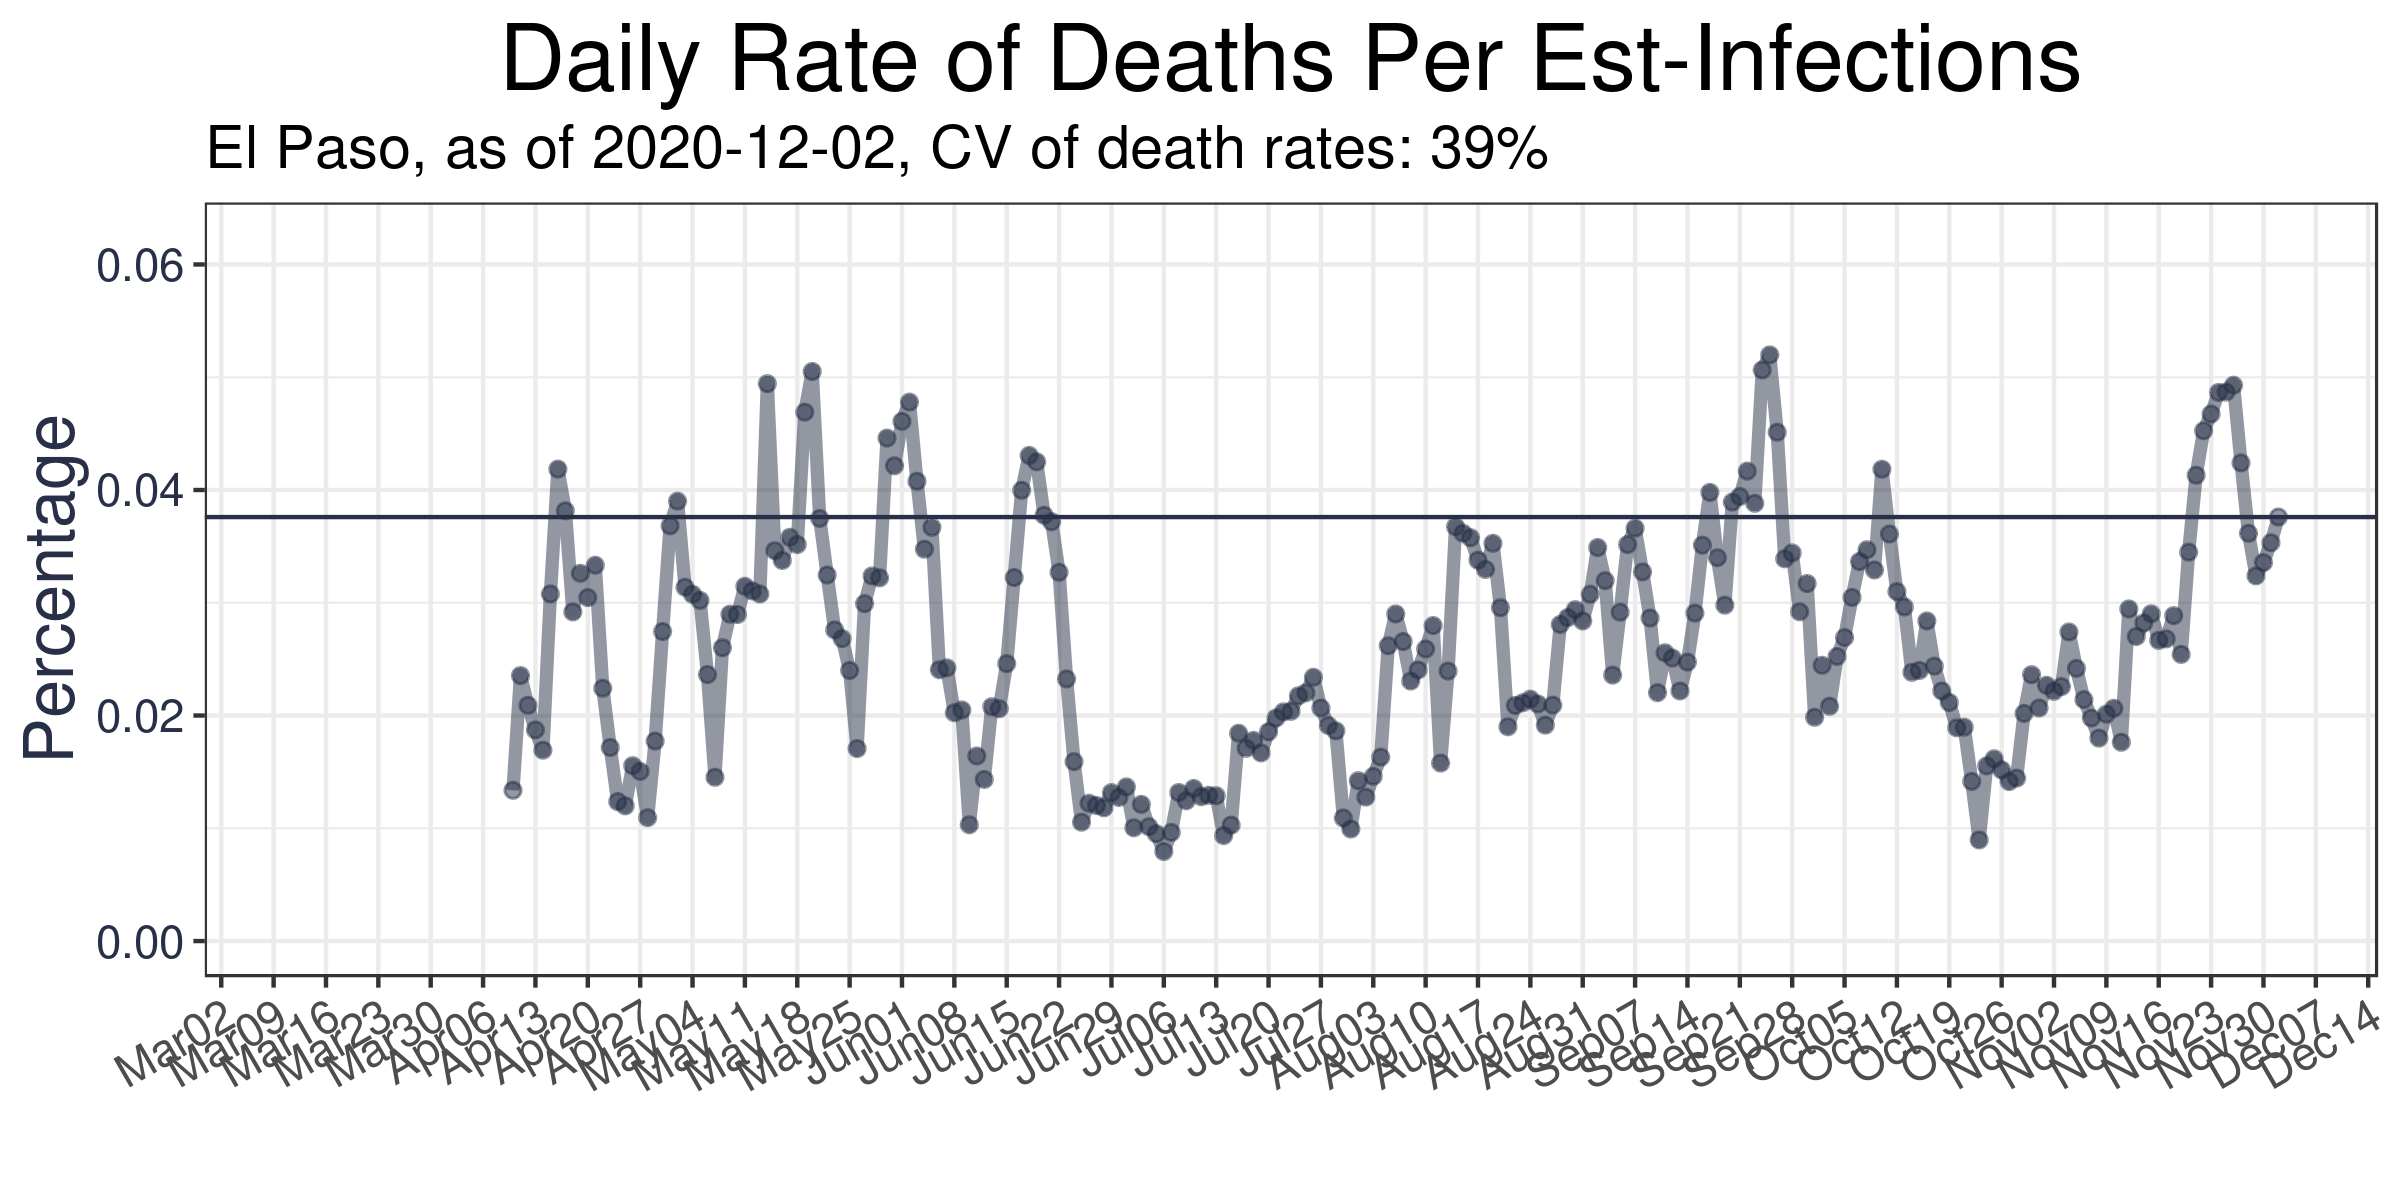 Daily Rate of Deaths Per Est-Infections
El Paso, as of 2020-12-02, CV of death rates: 39%
Percentage
0.06
0.04
0.02
0.00
Mar02
Mar09
Mar16
Mar23
Mar30
Apr06
Apr13
Apr20
Apr27
May04
May11
May18
May25
Jun01
Jun08
Jun15
Jun22
Jun29
Jul06
Jul13
Jul20
Jul27
Aug03
Aug10
Aug17
Aug24
Aug31
Sep07
Sep14
Sep21
Sep28
Oct05
Oct12
Oct19
Oct26
Nov02
Nov09
Nov16
Nov23
Nov30
Dec07
Dec14